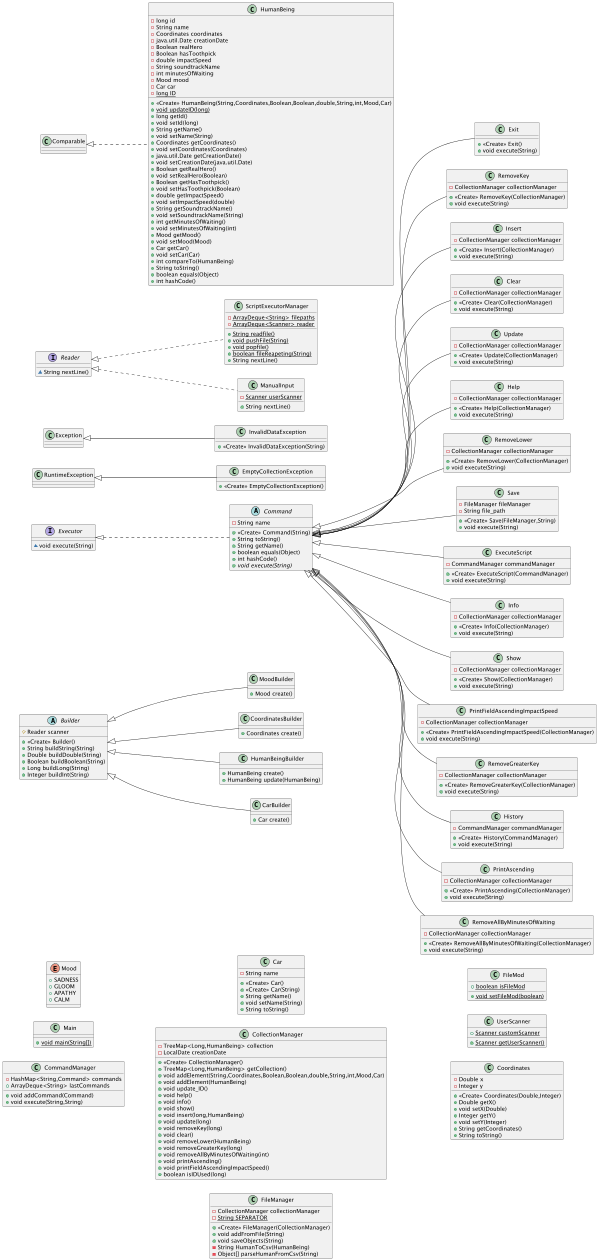 HumanBeing
long id
String name
Coordinates coordinates
java.util.Date creationDate
Boolean realHero
Boolean hasToothpick
double impactSpeed
String soundtrackName
int minutesOfWaiting
Mood mood
Car car
long ID
«Create» HumanBeing(String,Coordinates,Boolean,Boolean,double,String,int,Mood,Car)
void updateID(long)
long getId()
void setId(long)
String getName()
void setName(String)
Coordinates getCoordinates()
void setCoordinates(Coordinates)
java.util.Date getCreationDate()
void setCreationDate(java.util.Date)
Boolean getRealHero()
void setRealHero(Boolean)
Boolean getHasToothpick()
void setHasToothpick(Boolean)
double getImpactSpeed()
void setImpactSpeed(double)
String getSoundtrackName()
void setSoundtrackName(String)
int getMinutesOfWaiting()
void setMinutesOfWaiting(int)
Mood getMood()
void setMood(Mood)
Car getCar()
void setCar(Car)
int compareTo(HumanBeing)
String toString()
boolean equals(Object)
int hashCode()
Comparable
ScriptExecutorManager
ArrayDeque<String> filepaths
ArrayDeque<Scanner> reader
String readfile()
void pushFile(String)
void popfile()
boolean fileReapeting(String)
String nextLine()
Reader
String nextLine()
ManualInput
Scanner userScanner
String nextLine()
Exception
InvalidDataException
«Create» InvalidDataException(String)
RuntimeException
EmptyCollectionException
«Create» EmptyCollectionException()
Executor
void execute(String)
Command
String name
«Create» Command(String)
String toString()
String getName()
boolean equals(Object)
int hashCode()
void execute(String)
Exit
«Create» Exit()
void execute(String)
RemoveKey
CollectionManager collectionManager
«Create» RemoveKey(CollectionManager)
void execute(String)
Insert
CollectionManager collectionManager
«Create» Insert(CollectionManager)
void execute(String)
Clear
CollectionManager collectionManager
«Create» Clear(CollectionManager)
void execute(String)
Update
CollectionManager collectionManager
«Create» Update(CollectionManager)
void execute(String)
Help
CollectionManager collectionManager
«Create» Help(CollectionManager)
void execute(String)
RemoveLower
CollectionManager collectionManager
«Create» RemoveLower(CollectionManager)
void execute(String)
Save
FileManager fileManager
String file_path
«Create» Save(FileManager,String)
void execute(String)
ExecuteScript
CommandManager commandManager
«Create» ExecuteScript(CommandManager)
void execute(String)
Info
CollectionManager collectionManager
«Create» Info(CollectionManager)
void execute(String)
Show
CollectionManager collectionManager
«Create» Show(CollectionManager)
void execute(String)
PrintFieldAscendingImpactSpeed
CollectionManager collectionManager
«Create» PrintFieldAscendingImpactSpeed(CollectionManager)
void execute(String)
RemoveGreaterKey
CollectionManager collectionManager
«Create» RemoveGreaterKey(CollectionManager)
void execute(String)
History
CommandManager commandManager
«Create» History(CommandManager)
void execute(String)
PrintAscending
CollectionManager collectionManager
«Create» PrintAscending(CollectionManager)
void execute(String)
RemoveAllByMinutesOfWaiting
CollectionManager collectionManager
«Create» RemoveAllByMinutesOfWaiting(CollectionManager)
void execute(String)
Builder
Reader scanner
«Create» Builder()
String buildString(String)
Double buildDouble(String)
Boolean buildBoolean(String)
Long buildLong(String)
Integer buildInt(String)
MoodBuilder
Mood create()
CoordinatesBuilder
Coordinates create()
HumanBeingBuilder
HumanBeing create()
HumanBeing update(HumanBeing)
CarBuilder
Car create()
Mood
SADNESS
GLOOM
APATHY
CALM
Car
String name
«Create» Car()
«Create» Car(String)
String getName()
void setName(String)
String toString()
FileMod
boolean isFileMod
void setFileMod(boolean)
Main
void main(String[])
CollectionManager
TreeMap<Long,HumanBeing> collection
LocalDate creationDate
«Create» CollectionManager()
TreeMap<Long,HumanBeing> getCollection()
void addElement(String,Coordinates,Boolean,Boolean,double,String,int,Mood,Car)
void addElement(HumanBeing)
void update_ID()
void help()
void info()
void show()
void insert(long,HumanBeing)
void update(long)
void removeKey(long)
void clear()
void removeLower(HumanBeing)
void removeGreaterKey(long)
void removeAllByMinutesOfWaiting(int)
void printAscending()
void printFieldAscendingImpactSpeed()
boolean isIDUsed(long)
UserScanner
Scanner customScanner
Scanner getUserScanner()
CommandManager
HashMap<String,Command> commands
ArrayDeque<String> lastCommands
void addCommand(Command)
void execute(String,String)
Coordinates
Double x
Integer y
«Create» Coordinates(Double,Integer)
Double getX()
void setX(Double)
Integer getY()
void setY(Integer)
String getCoordinates()
String toString()
FileManager
CollectionManager collectionManager
String SEPARATOR
«Create» FileManager(CollectionManager)
void addFromFile(String)
void saveObjects(String)
String HumanToCsv(HumanBeing)
Object[] parseHumanFromCsv(String)